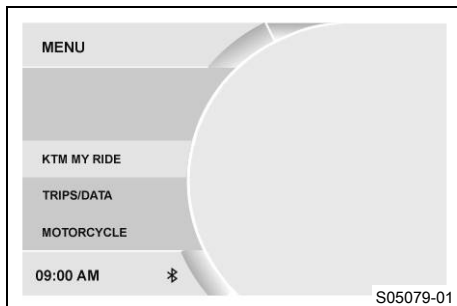 MENU
KTM MY RIDE
TRIPS/DATA
MOTORCYCLE
09:00 AM
S05079-01